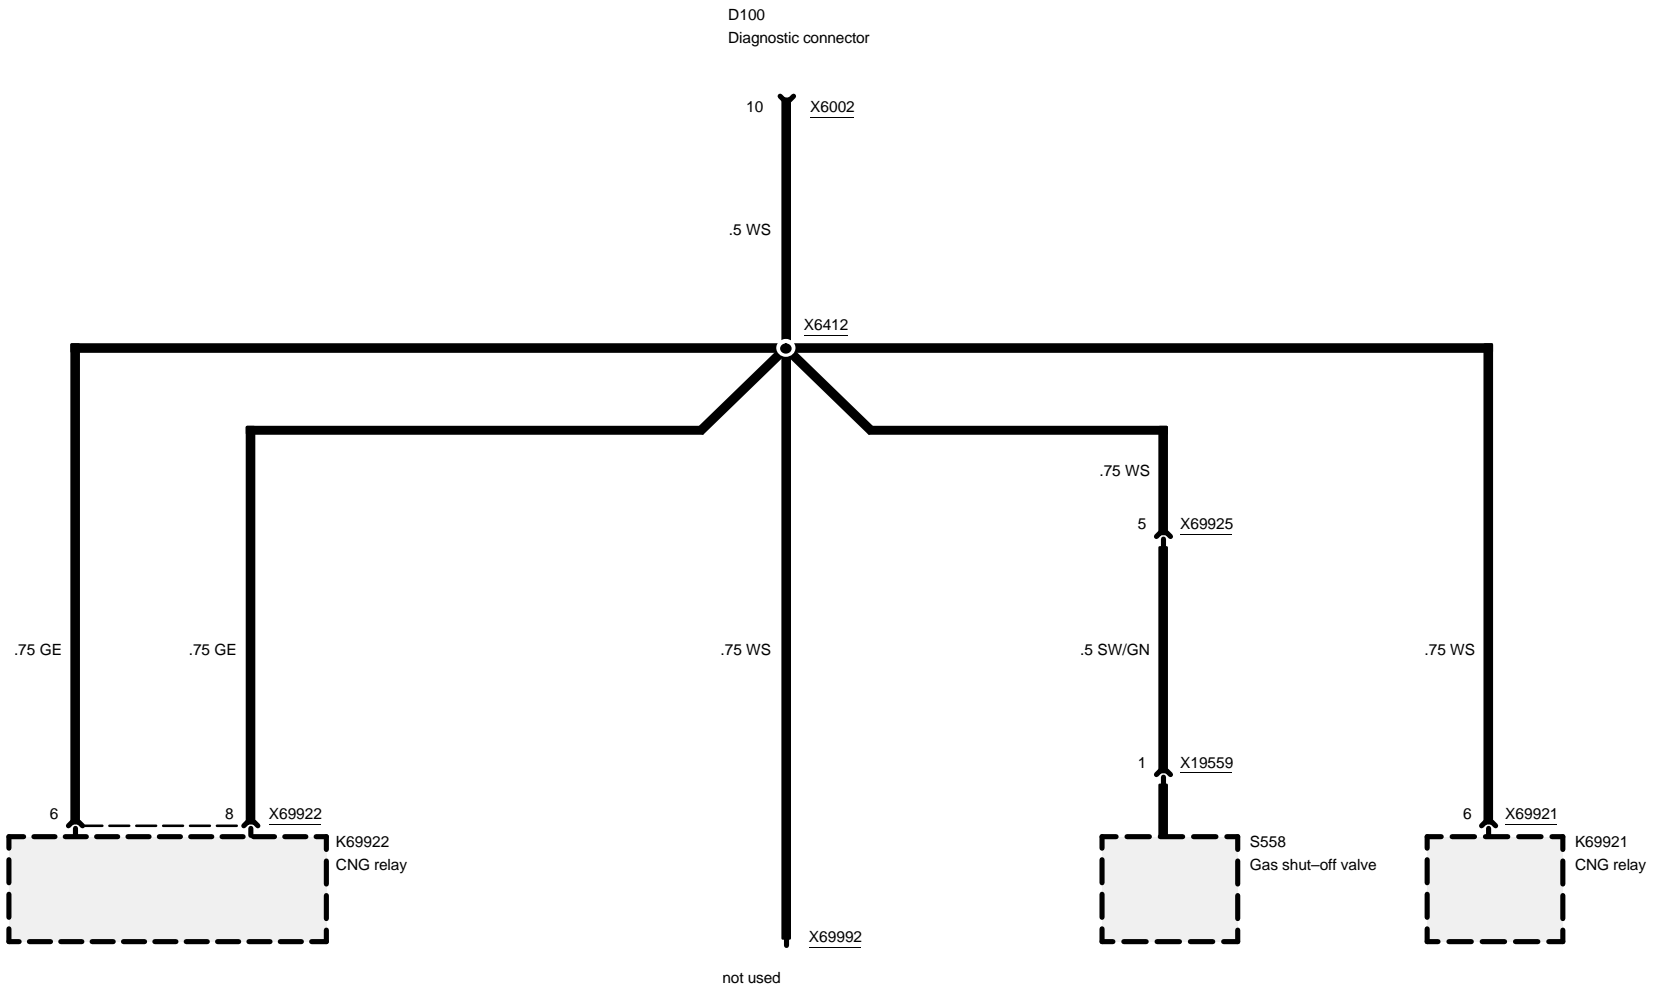 D100
Diagnostic connector
10
X6002
.5 WS
X6412
.75 WS
5
X69925
.75 GE
.75 GE
.75 WS
.5 SW/GN
.75 WS
1
X19559
6
8
X69922
6
X69921
K69922
CNG relay
S558
Gas shut–off valve
K69921
CNG relay
X69992
not used